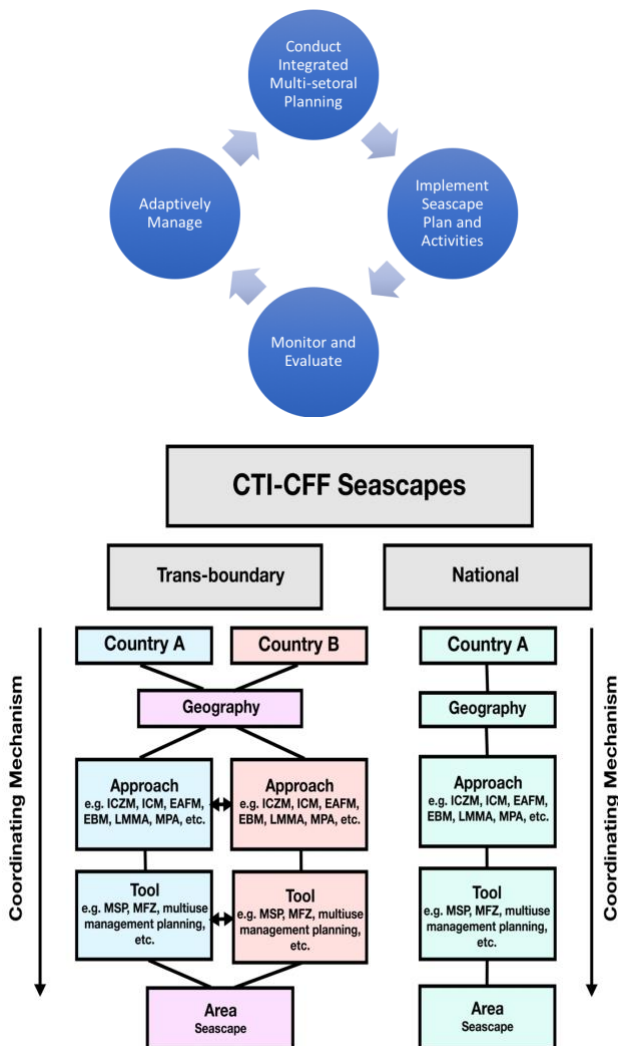 Conduct
Integrated
Multi-setoral
Planning
Adaptively
Manage
Implement
Seascape
Plan and
Activities
Monitor and
Evaluate
CTI-CFF Seascapes
Trans-boundary
National
Coordinating Mechanism
Country A
Country B
Geography
Approach
e.g. ICZM, ICM, EAFM,
EBM, LMMA, MPA, etc.
Approach
e.g. ICZM, ICM, EAFM,
EBM, LMMA, MPA, etc.
Tool
e.g. MSP, MFZ, multiuse
management planning,
etc.
Tool
e.g. MSP, MFZ, multiuse
management planning,
etc.
Area
Seascape
Country A
Geography
Approach
e.g. ICZM, ICM, EAFM,
EBM, LMMA, MPA, etc.
Tool
e.g. MSP, MFZ, multiuse
management planning,
etc.
Area
Seascape
Coordinating Mechanism